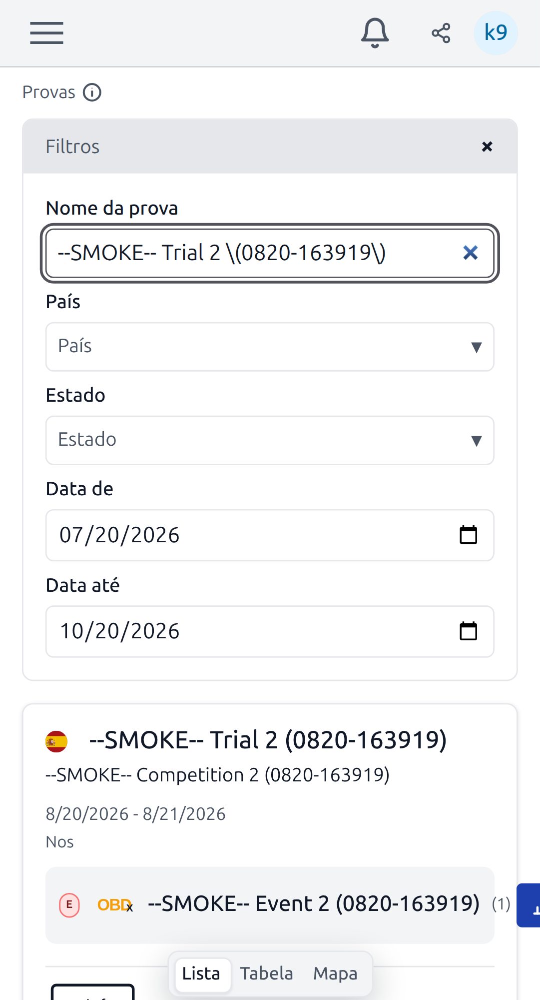 k9
Provas
Filtros
Nome da prova
--SMOKE-- Trial 2 \(0820-163919\)
País
País
Estado
Estado
Data de
07/20/2026
Data até
10/20/2026
--SMOKE-- Trial 2 (0820-163919)
--SMOKE-- Competition 2 (0820-163919)
8/20/2026 - 8/21/2026
Nos
E OBDx --SMOKE-- Event 2 (0820-163919) (1)
Lista Tabela Mapa